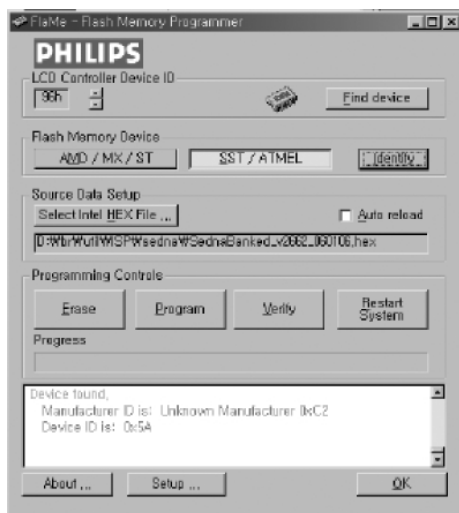 FlaMe - Flash Memory Programmer
PHILIPS
LCD Controller Device ID
96h
Find device
Flash Memory Device
AMD / MX / ST
SST / ATMEL
Identify
Source Data Setup
Select Intel HEX File ...
Auto reload
D:₩br₩util₩ISP₩sedna₩SednaBanked_v2662_060106.hex
Programming Controls
Erase
Program
Verify
Restart
System
Progress
Device found.
Manufacturer ID is: Unknown Manufacturer 0xC2
Device ID is: 0x5A
About ...
Setup ...
OK